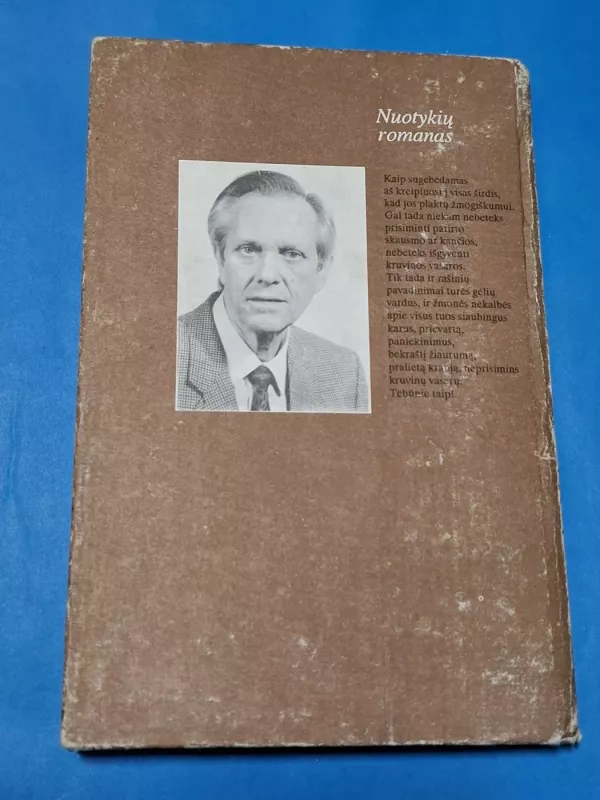 Nuotykių
romanas
Kaip sugebėdamas
aš kreipiuosi į visas širdis,
kad jos plaktų žmogiškumui.
Gal tada niekam nebeteks
prisiminti patirto
skausmo ar kančios,
nebeteks išgyventi
kruvinos vasaros.
Tik tada ir rašinių
pavadinimai turės gėlių
vardus, ir žmonės nekalbės
apie visus tuos siaubingus
karus, prievartą,
paniekinimus,
bekraštį žiaurumą,
pralietą kraują, neprisimins
kruvinų vasarų.
Tebūnie taip!